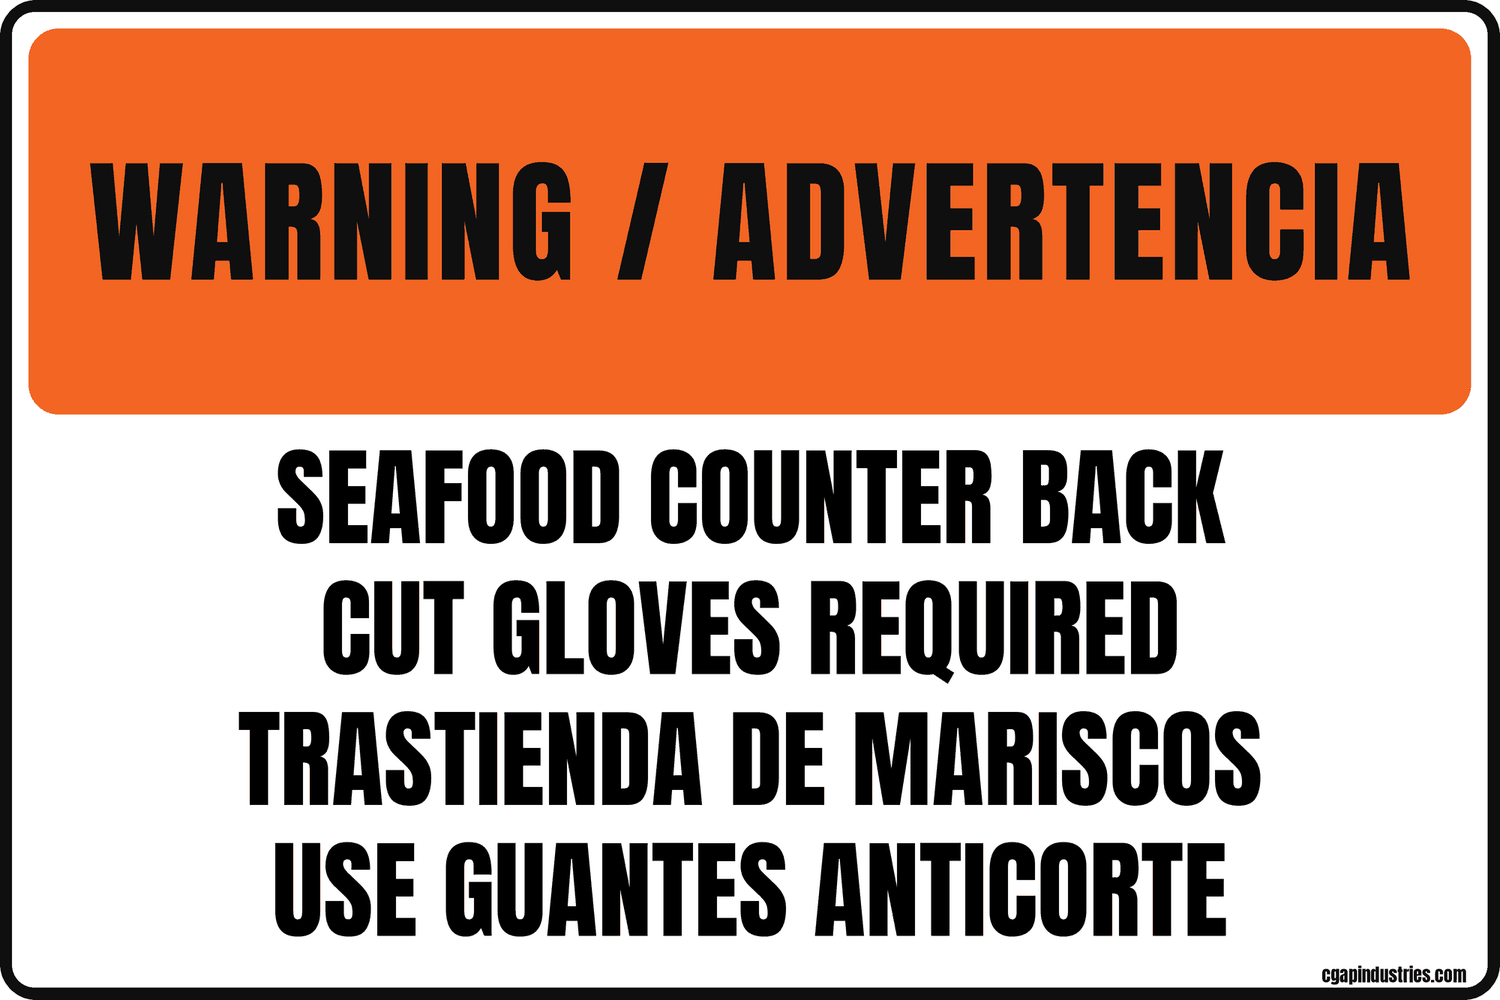 WARNING / ADVERTENCIA
SEAFOOD COUNTER BACK
CUT GLOVES REQUIRED
TRASTIENDA DE MARISCOS
USE GUANTES ANTICORTE
cgapindustries.com